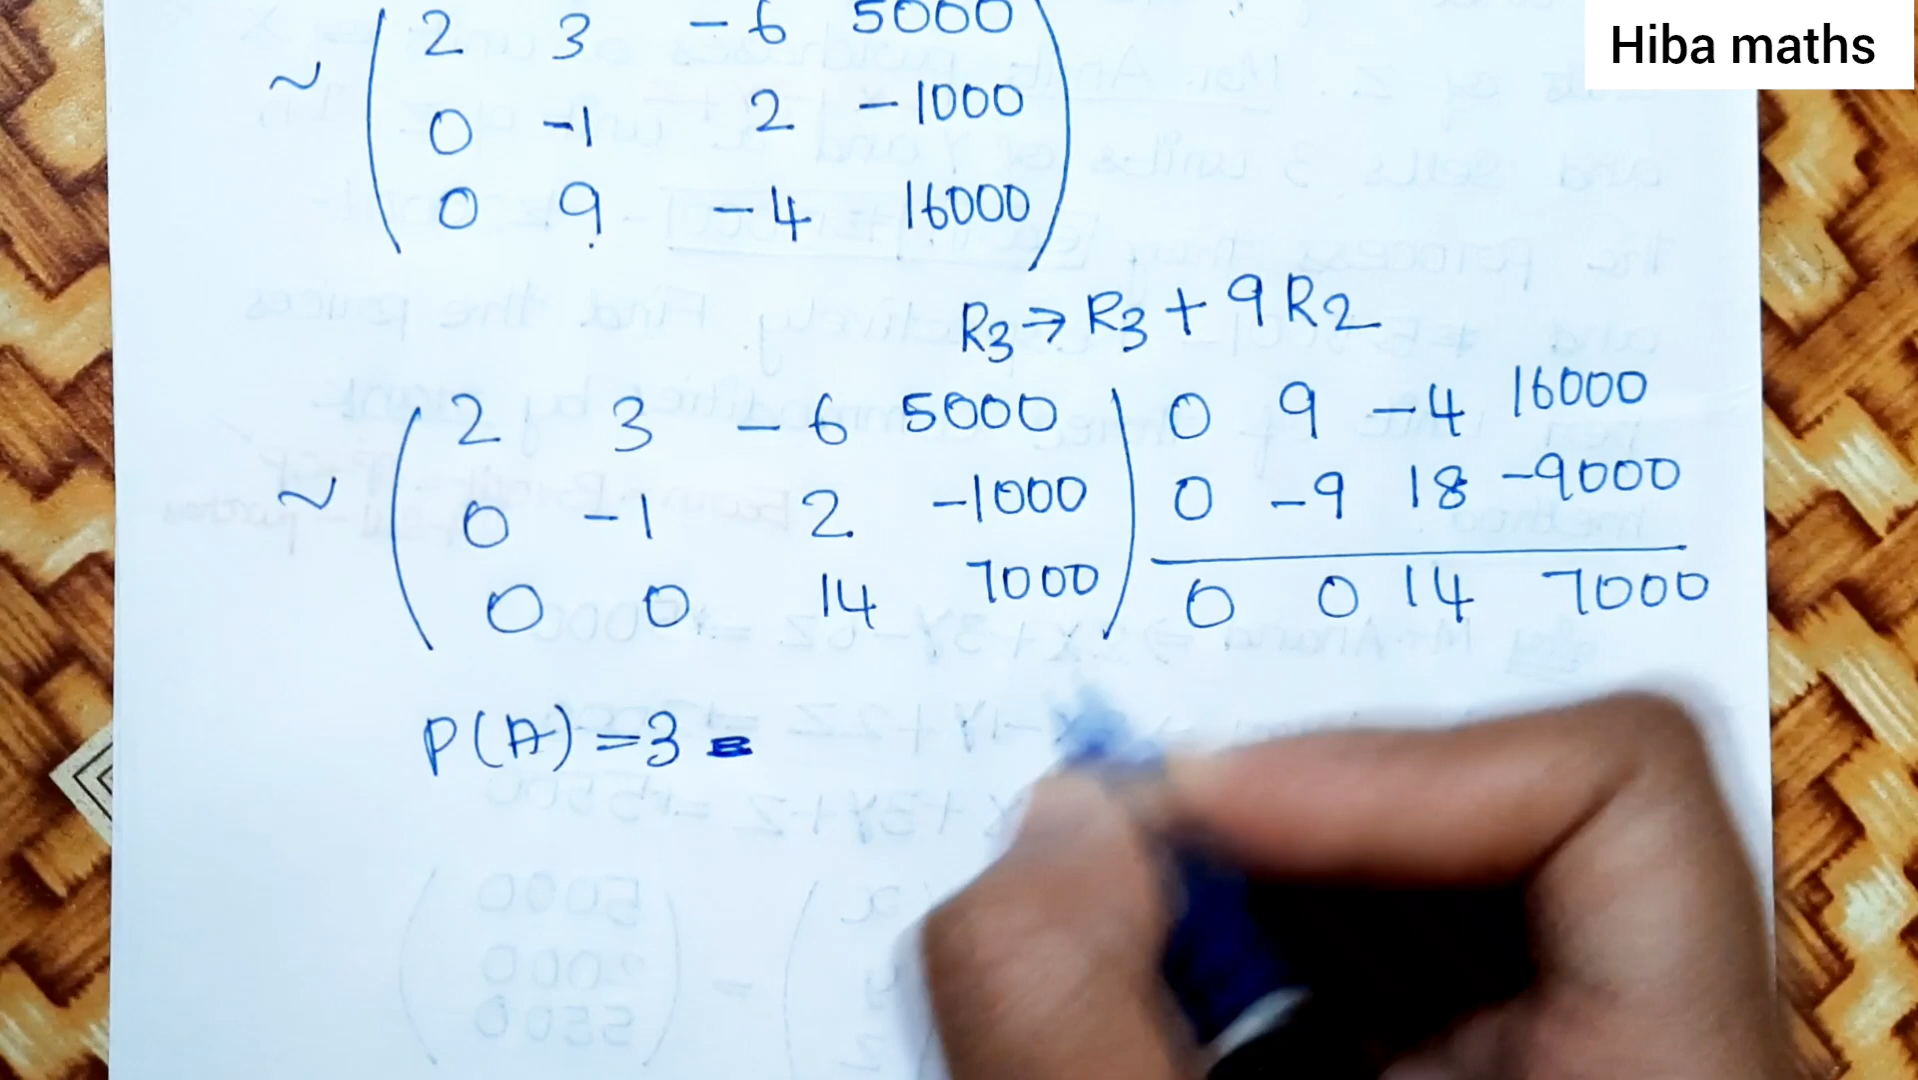 Hiba maths
2 3 -6 5000
~ 0 -1 2 -1000
0 9 -4 16000
R3→R3+9R2
2 3 -6 5000 0 9 -4 16000
~ 0 -1 2 -1000 0 -9 18 -9000
0 0 14 7000 0 0 14 7000
P(A)=3